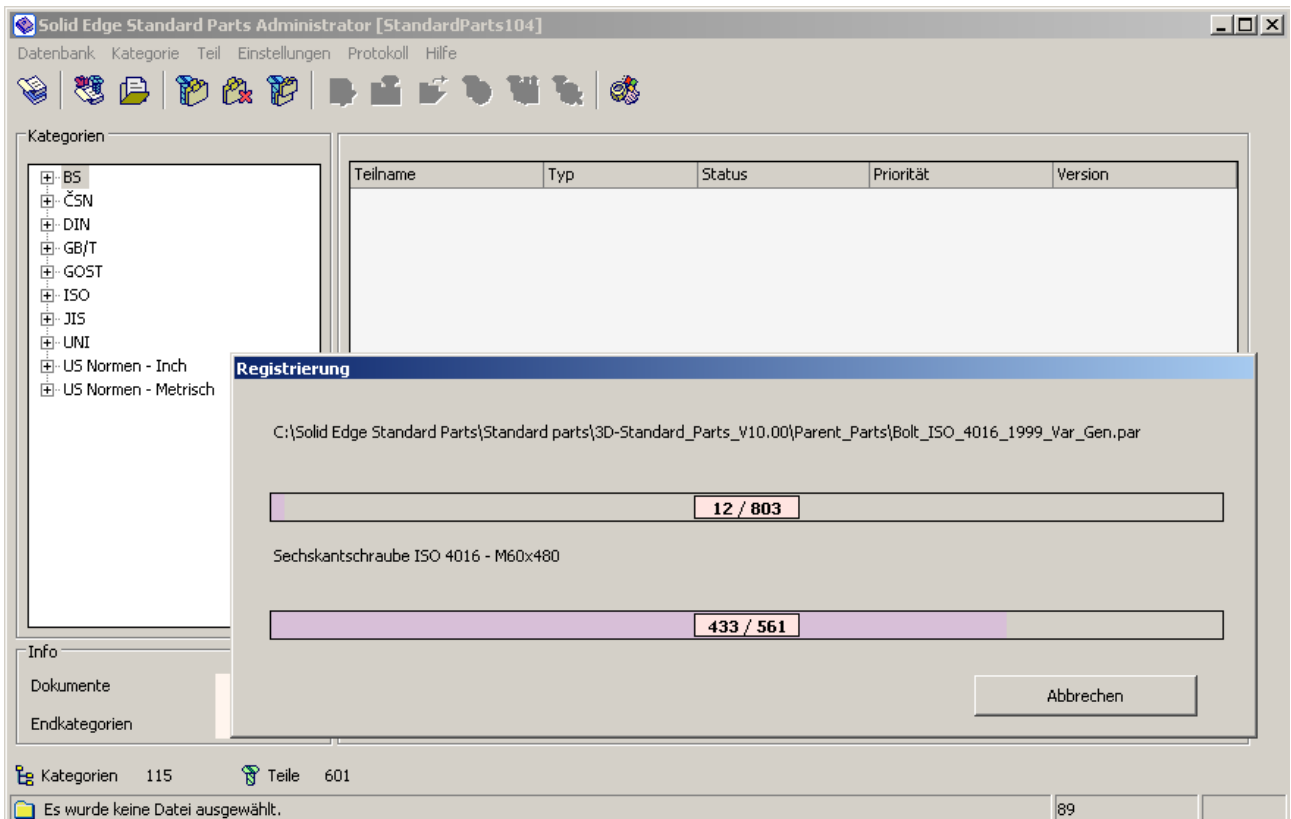 Solid Edge Standard Parts Administrator [StandardParts104]
Datenbank Kategorie Teil Einstellungen Protokoll Hilfe
Kategorien
BS
ČSN
DIN
GB/T
GOST
ISO
JIS
UNI
US Normen - Inch
US Normen - Metrisch
Teilname Typ Status Priorität Version
Registrierung
C:\Solid Edge Standard Parts\Standard parts\3D-Standard_Parts_V10.00\Parent_Parts\Bolt_ISO_4016_1999_Var_Gen.par
12 / 803
Sechskantschraube ISO 4016 - M60x480
433 / 561
Abbrechen
Info
Dokumente
Endkategorien
Kategorien 115 Teile 601
Es wurde keine Datei ausgewählt. 89